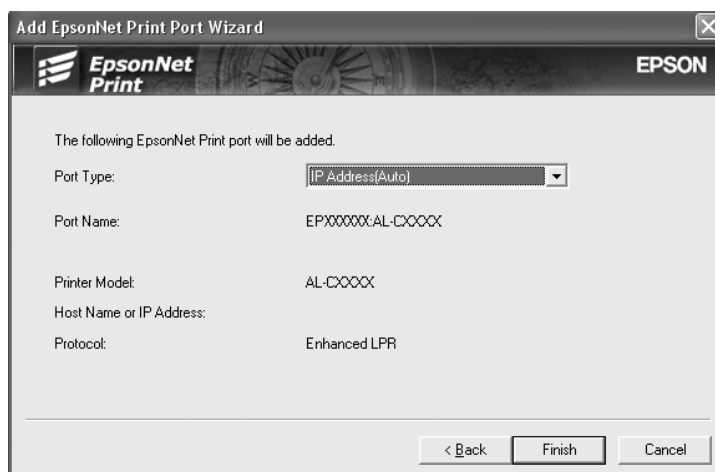 Add EpsonNet Print Port Wizard
EpsonNet
Print
EPSON
The following EpsonNet Print port will be added.
Port Type: IP Address(Auto)
Port Name: EPXXXXXX:AL-CXXXX
Printer Model: AL-CXXXX
Host Name or IP Address:
Protocol: Enhanced LPR
< Back Finish Cancel